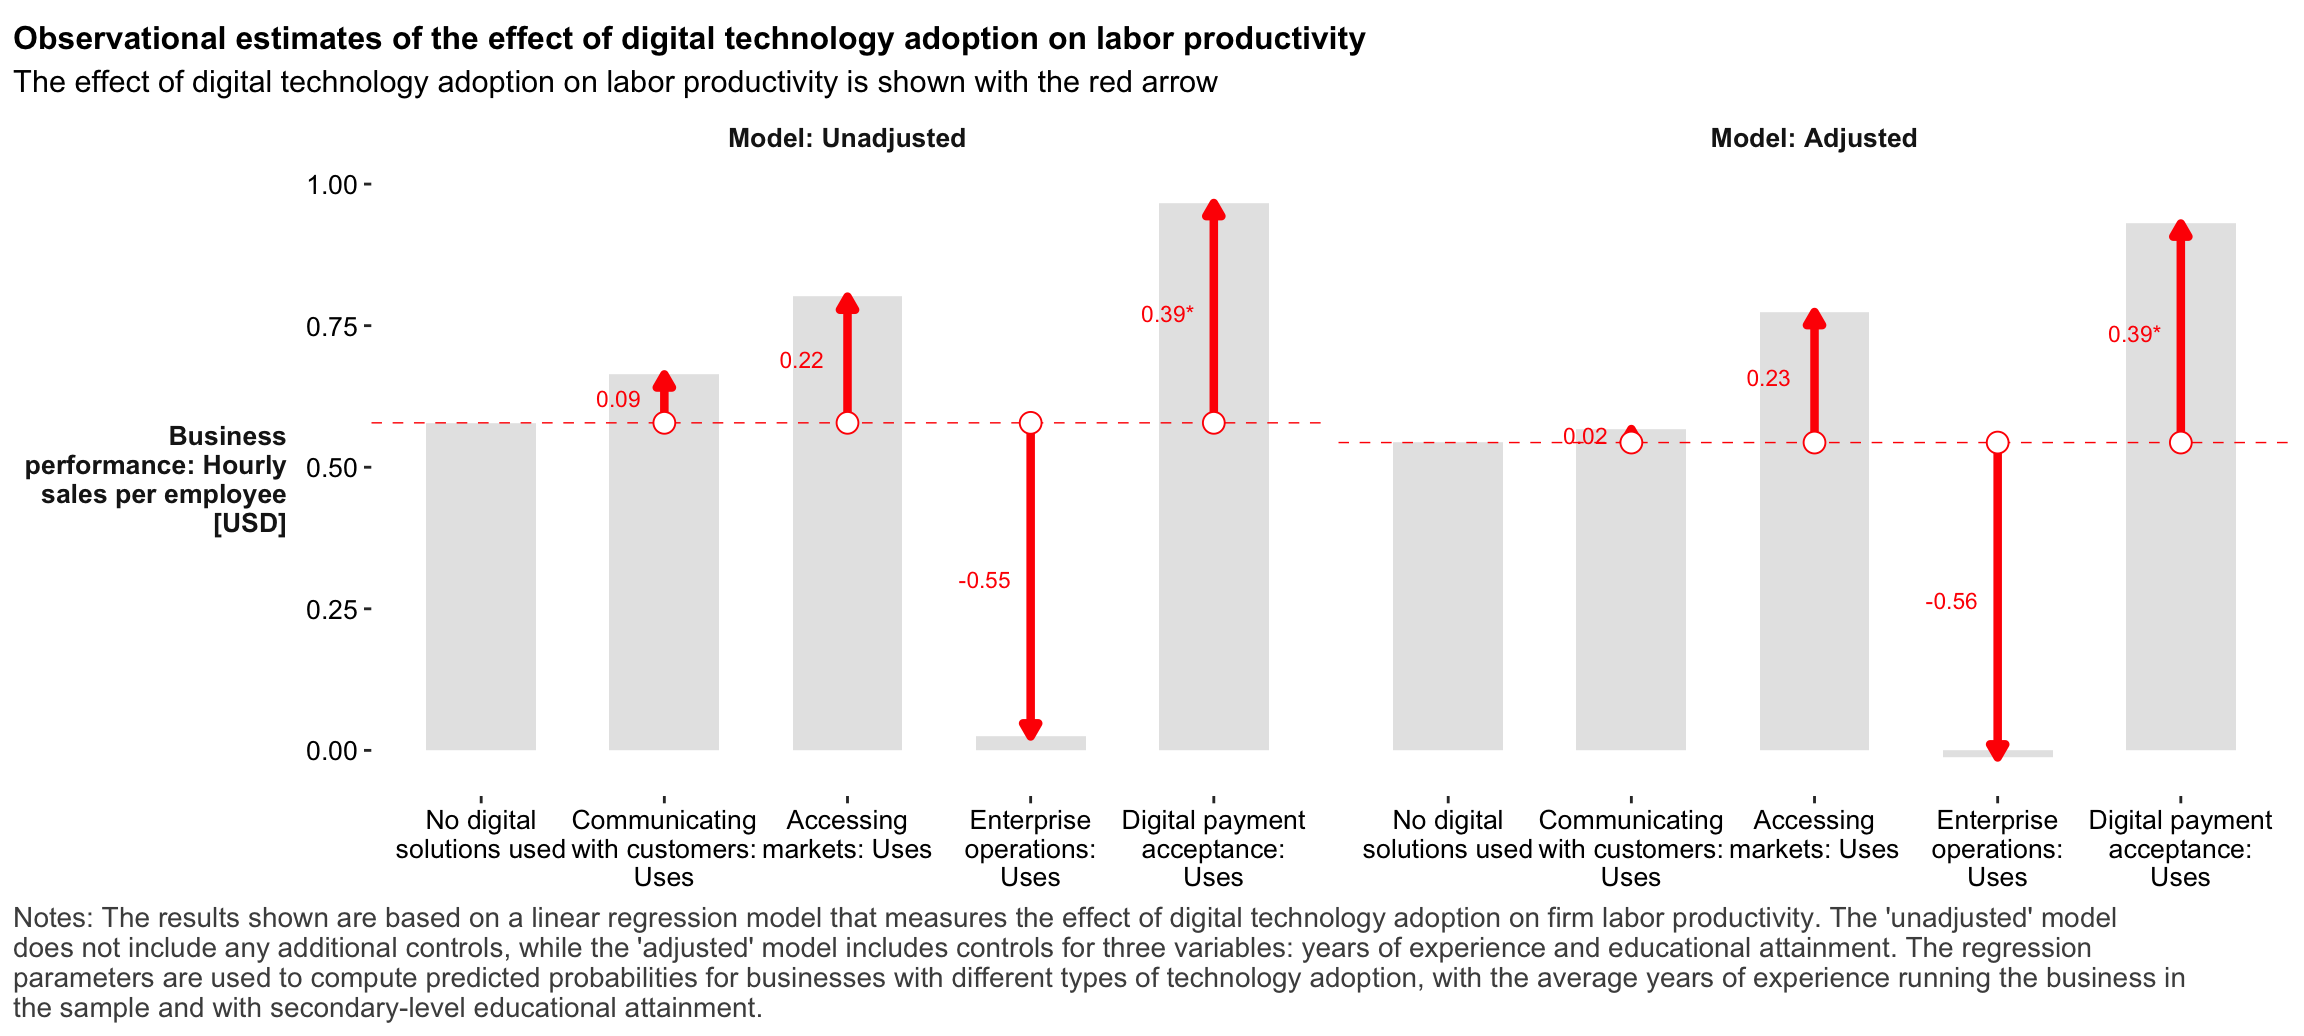 Observational estimates of the effect of digital technology adoption on labor productivity
The effect of digital technology adoption on labor productivity is shown with the red arrow
Model: Unadjusted
Model: Adjusted
Business
performance: Hourly
sales per employee
[USD]
1.00
0.75
0.50
0.25
0.00
0.09
0.22
-0.55
0.39*
0.02
0.23
-0.56
0.39*
No digital
solutions used
Communicating
with customers:
Uses
Accessing
markets: Uses
Enterprise
operations:
Uses
Digital payment
acceptance:
Uses
No digital
solutions used
Communicating
with customers:
Uses
Accessing
markets: Uses
Enterprise
operations:
Uses
Digital payment
acceptance:
Uses
Notes: The results shown are based on a linear regression model that measures the effect of digital technology adoption on firm labor productivity. The 'unadjusted' model
does not include any additional controls, while the 'adjusted' model includes controls for three variables: years of experience and educational attainment. The regression
parameters are used to compute predicted probabilities for businesses with different types of technology adoption, with the average years of experience running the business in
the sample and with secondary-level educational attainment.